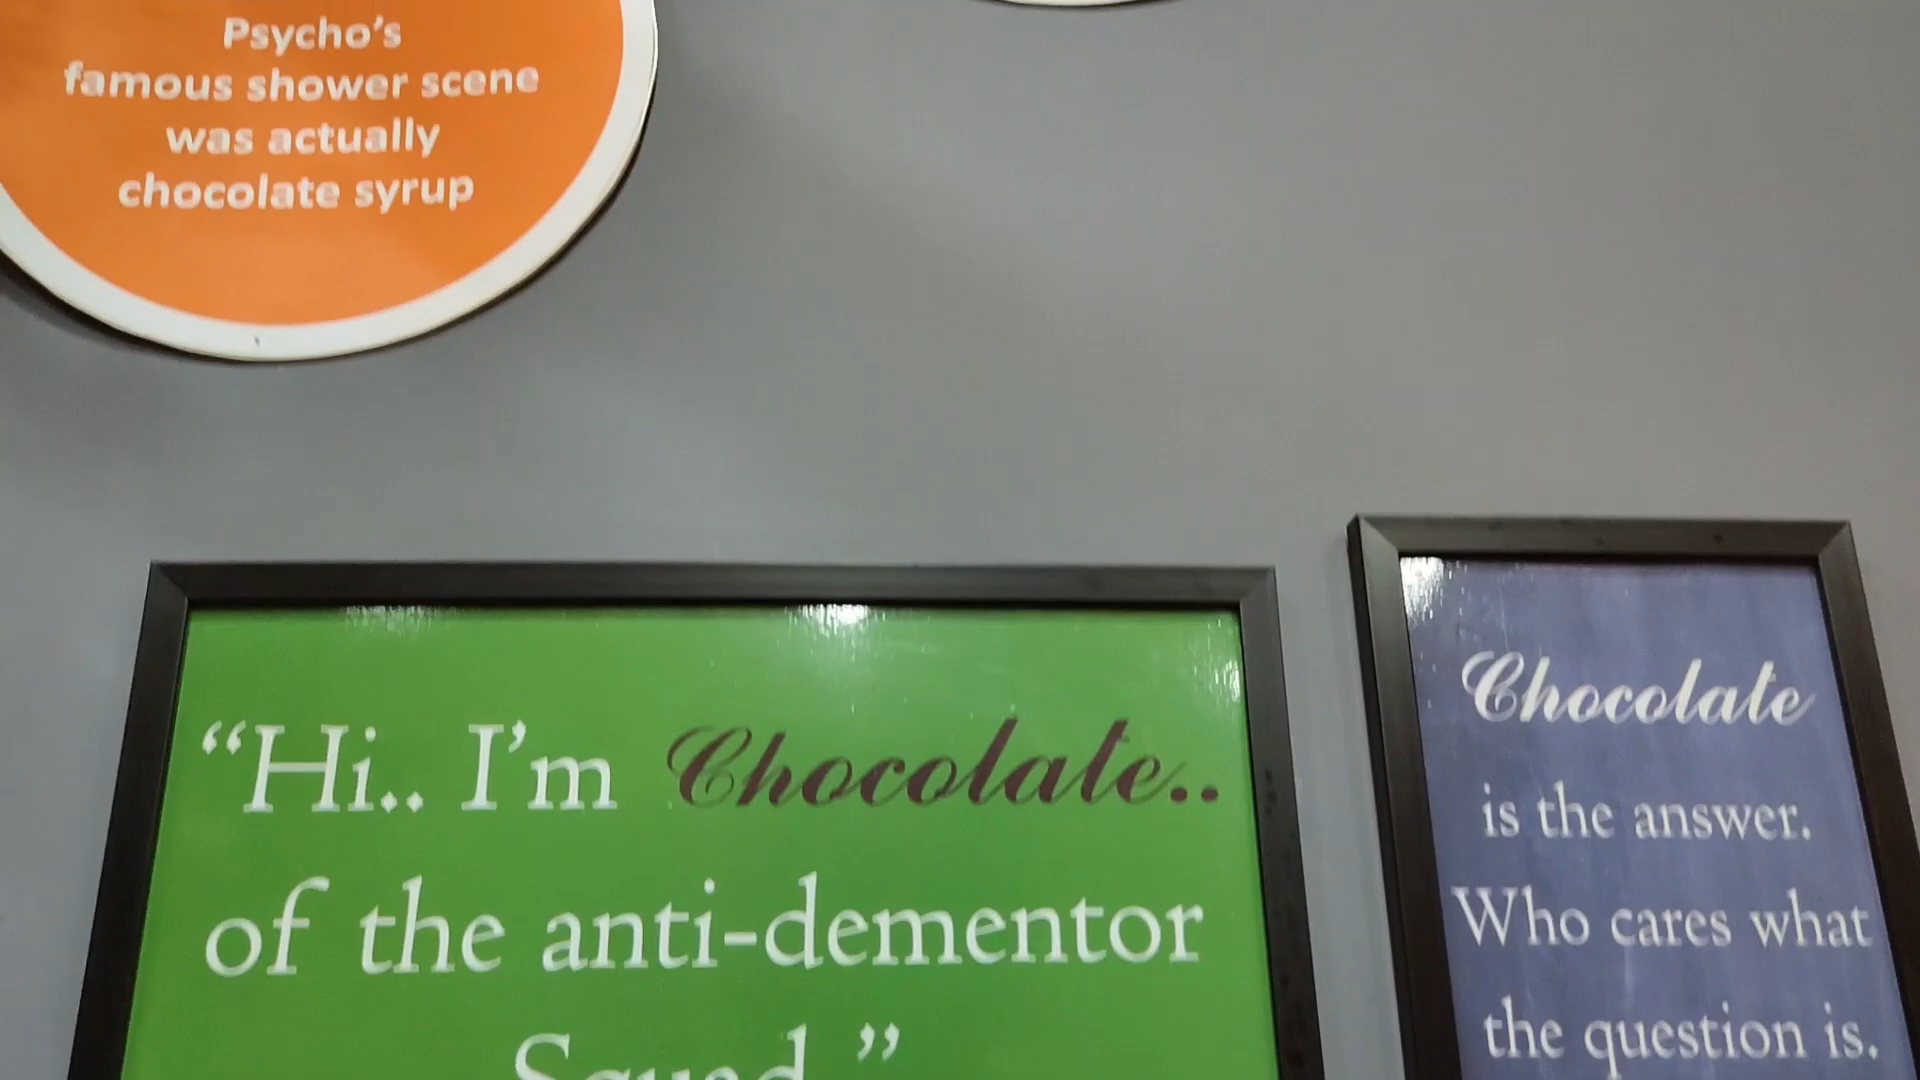 Psycho's
famous shower scene
was actually
chocolate syrup
“Hi.. I'm Chocolate..
of the anti-dementor
Squad.”
Chocolate
is the answer.
Who cares what
the question is.